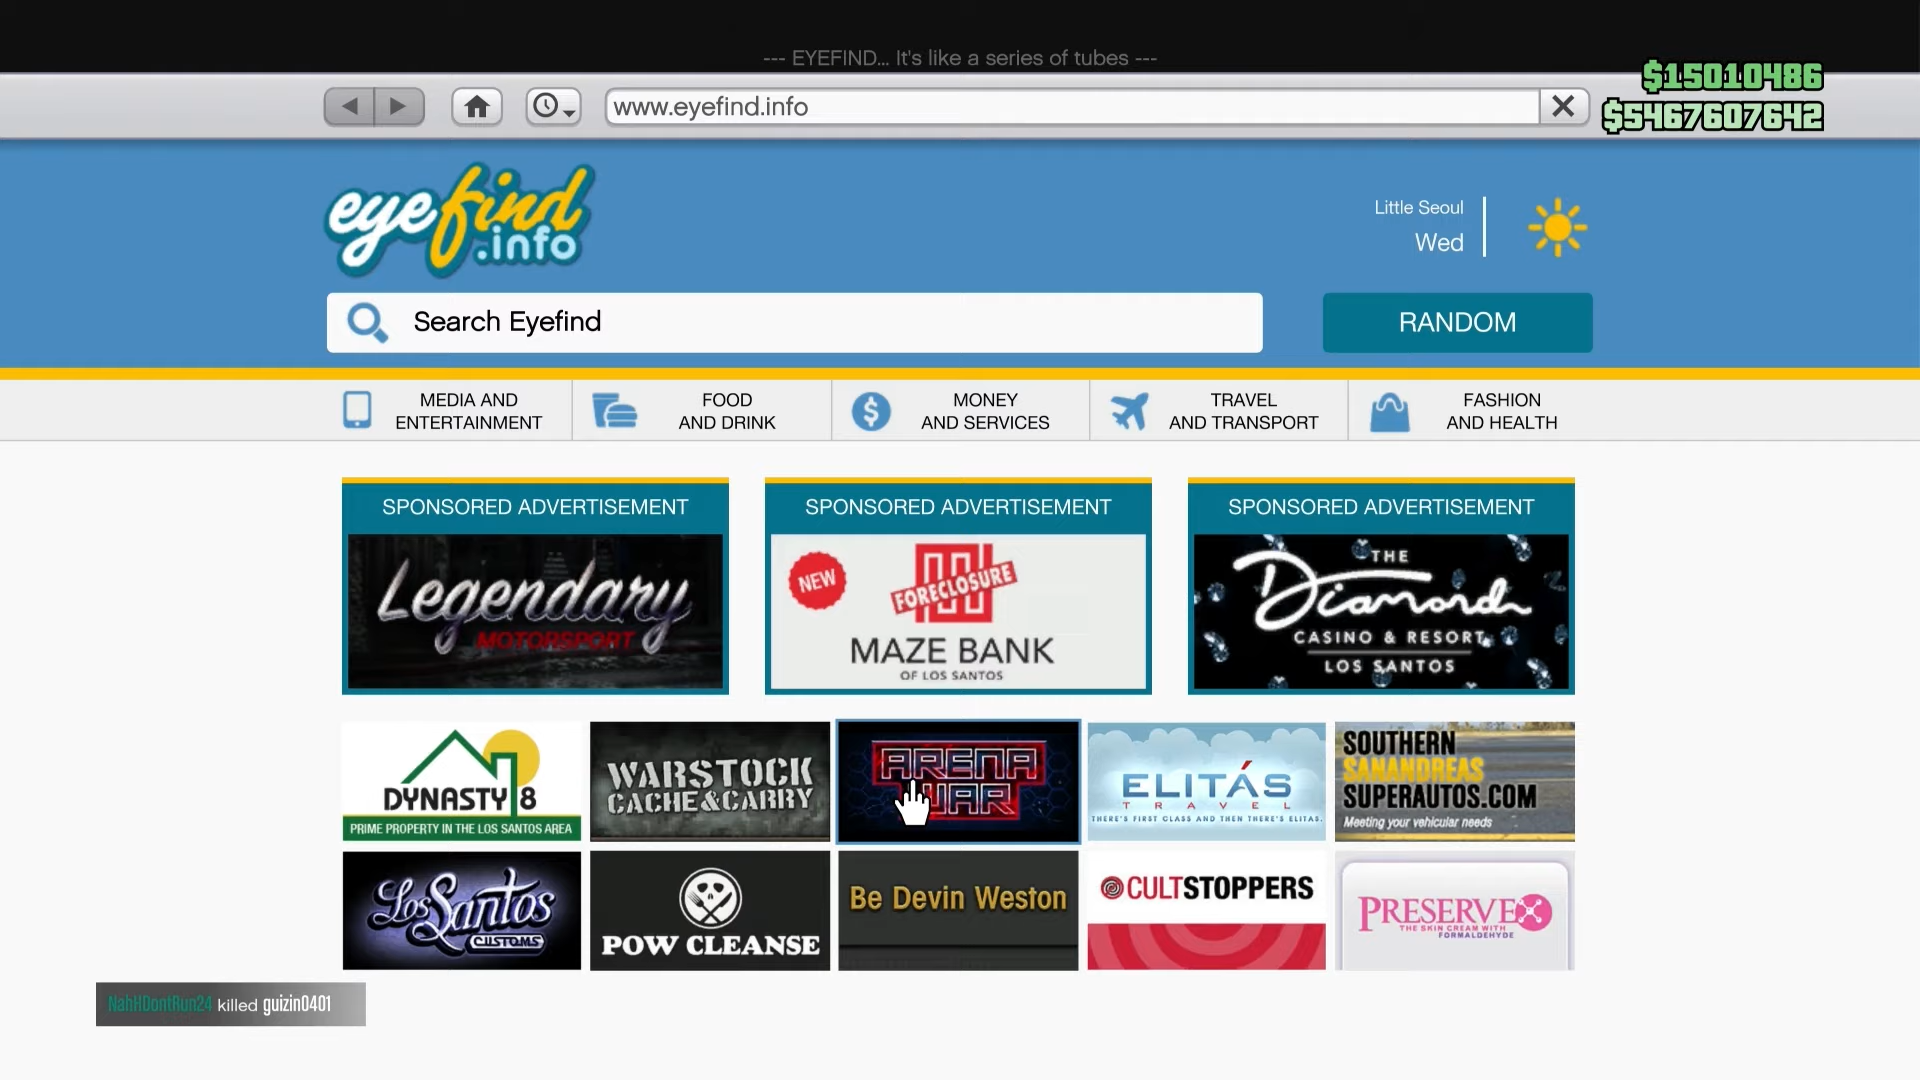 --- EYEFIND... It's like a series of tubes ---
$15010486
www.eyefind.info
$5467607642
eyefind
.info
Little Seoul
Wed
Search Eyefind
RANDOM
MEDIA AND
ENTERTAINMENT
FOOD
AND DRINK
MONEY
AND SERVICES
TRAVEL
AND TRANSPORT
FASHION
AND HEALTH
SPONSORED ADVERTISEMENT
Legendary
MOTORSPORT
SPONSORED ADVERTISEMENT
NEW
FORECLOSURE
MAZE BANK
OF LOS SANTOS
SPONSORED ADVERTISEMENT
THE
Diamond
CASINO & RESORT
LOS SANTOS
DYNASTY 8
PRIME PROPERTY IN THE LOS SANTOS AREA
WARSTOCK
CACHE&CARRY
ARENA
WAR
ELITÁS
TRAVEL
THERE'S FIRST CLASS AND THEN THERE'S ELITAS.
SOUTHERN
SANANDREAS
SUPERAUTOS.COM
Meeting your vehicular needs
Los Santos
CUSTOMS
POW CLEANSE
Be Devin Weston
CULTSTOPPERS
PRESERVEX
THE SKIN CREAM WITH
FORMALDEHYDE
NahHDontRun24 killed guizin0401